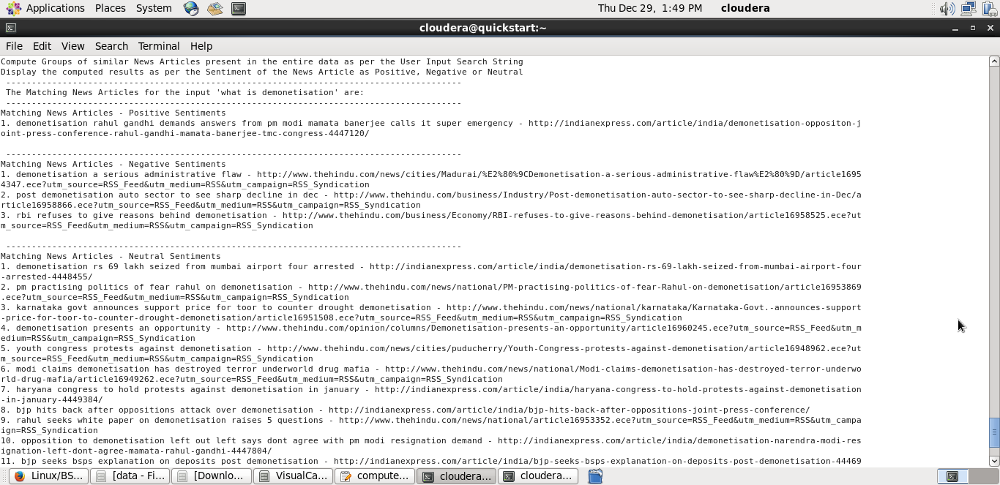 Applications Places System Thu Dec 29, 1:49 PM cloudera
cloudera@quickstart:~
File Edit View Search Terminal Help
Compute Groups of similar News Articles present in the entire data as per the User Input Search String
Display the computed results as per the Sentiment of the News Article as Positive, Negative or Neutral
-----------------------------------------------------------------------------------------
The Matching News Articles for the input 'what is demonetisation' are:
-----------------------------------------------------------------------------------------
Matching News Articles - Positive Sentiments
1. demonetisation rahul gandhi demands answers from pm modi mamata banerjee calls it super emergency - http://indianexpress.com/article/india/demonetisation-oppositon-j
oint-press-conference-rahul-gandhi-mamata-banerjee-tmc-congress-4447120/
-----------------------------------------------------------------------------------------
Matching News Articles - Negative Sentiments
1. demonetisation a serious administrative flaw - http://www.thehindu.com/news/cities/Madurai/%E2%80%9CDemonetisation-a-serious-administrative-flaw%E2%80%9D/article1695
4347.ece?utm_source=RSS_Feed&utm_medium=RSS&utm_campaign=RSS_Syndication
2. post demonetisation auto sector to see sharp decline in dec - http://www.thehindu.com/business/Industry/Post-demonetisation-auto-sector-to-see-sharp-decline-in-Dec/a
rticle16958866.ece?utm_source=RSS_Feed&utm_medium=RSS&utm_campaign=RSS_Syndication
3. rbi refuses to give reasons behind demonetisation - http://www.thehindu.com/business/Economy/RBI-refuses-to-give-reasons-behind-demonetisation/article16958525.ece?ut
m_source=RSS_Feed&utm_medium=RSS&utm_campaign=RSS_Syndication
-----------------------------------------------------------------------------------------
Matching News Articles - Neutral Sentiments
1. demonetisation rs 69 lakh seized from mumbai airport four arrested - http://indianexpress.com/article/india/demonetisation-rs-69-lakh-seized-from-mumbai-airport-four
-arrested-4448455/
2. pm practising politics of fear rahul on demonetisation - http://www.thehindu.com/news/national/PM-practising-politics-of-fear-Rahul-on-demonetisation/article16953869
.ece?utm_source=RSS_Feed&utm_medium=RSS&utm_campaign=RSS_Syndication
3. karnataka govt announces support price for toor to counter drought demonetisation - http://www.thehindu.com/news/national/karnataka/Karnataka-Govt.-announces-support
-price-for-toor-to-counter-drought-demonetisation/article16951508.ece?utm_source=RSS_Feed&utm_medium=RSS&utm_campaign=RSS_Syndication
4. demonetisation presents an opportunity - http://www.thehindu.com/opinion/columns/Demonetisation-presents-an-opportunity/article16960245.ece?utm_source=RSS_Feed&utm_m
edium=RSS&utm_campaign=RSS_Syndication
5. youth congress protests against demonetisation - http://www.thehindu.com/news/cities/puducherry/Youth-Congress-protests-against-demonetisation/article16948962.ece?ut
m_source=RSS_Feed&utm_medium=RSS&utm_campaign=RSS_Syndication
6. modi claims demonetisation has destroyed terror underworld drug mafia - http://www.thehindu.com/news/national/Modi-claims-demonetisation-has-destroyed-terror-underwo
rld-drug-mafia/article16949262.ece?utm_source=RSS_Feed&utm_medium=RSS&utm_campaign=RSS_Syndication
7. haryana congress to hold protests against demonetisation in january - http://indianexpress.com/article/india/haryana-congress-to-hold-protests-against-demonetisation
-in-january-4449384/
8. bjp hits back after oppositions attack over demonetisation - http://indianexpress.com/article/india/bjp-hits-back-after-oppositions-joint-press-conference/
9. rahul seeks white paper on demonetisation raises 5 questions - http://www.thehindu.com/news/national/article16953352.ece?utm_source=RSS_Feed&utm_medium=RSS&utm_campa
ign=RSS_Syndication
10. opposition to demonetisation left out left says dont agree with pm modi resignation demand - http://indianexpress.com/article/india/demonetisation-narendra-modi-res
ignation-left-dont-agree-mamata-rahul-gandhi-4447804/
11. bjp seeks bsps explanation on deposits post demonetisation - http://indianexpress.com/article/india/bjp-seeks-bsps-explanation-on-deposits-post-demonetisation-44469
Linux/BS... [data - Fi... [Downlo... VisualCa... compute... cloudera... cloudera...